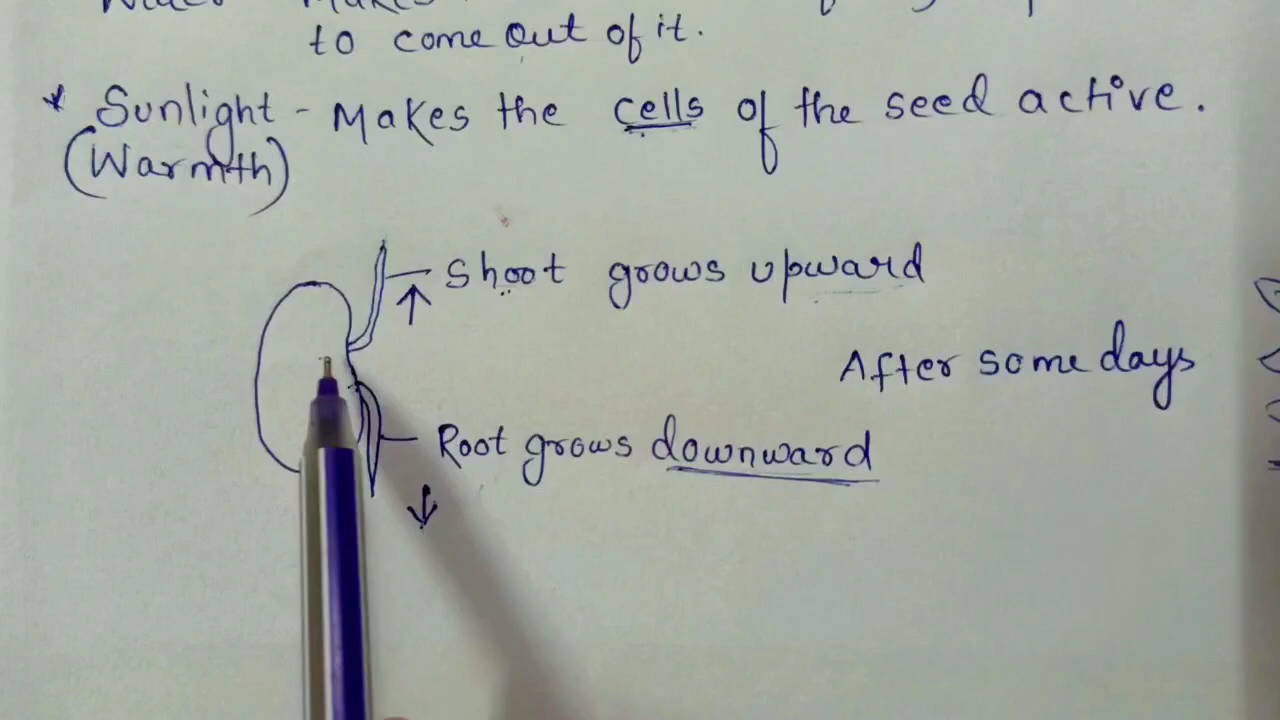 to come out of it.
* Sunlight - Makes the cells of the seed active.
(Warmth)
Shoot grows upward
After some days
Root grows downward